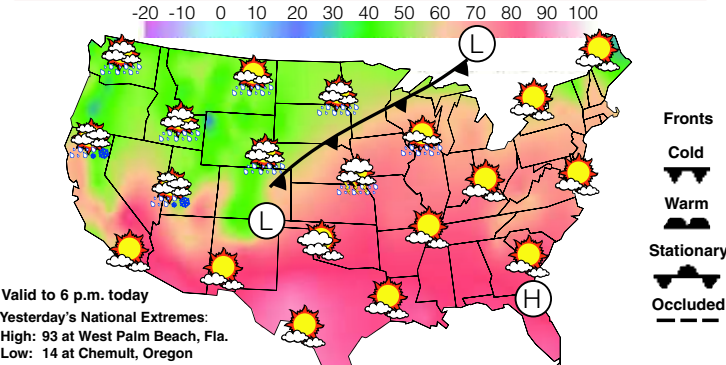 -20 -10 0 10 20 30 40 50 60 70 80 90 100
L
Fronts
Cold
Warm
L
Stationary
H
Valid to 6 p.m. today
Occluded
Yesterday's National Extremes:
High: 93 at West Palm Beach, Fla.
Low: 14 at Chemult, Oregon